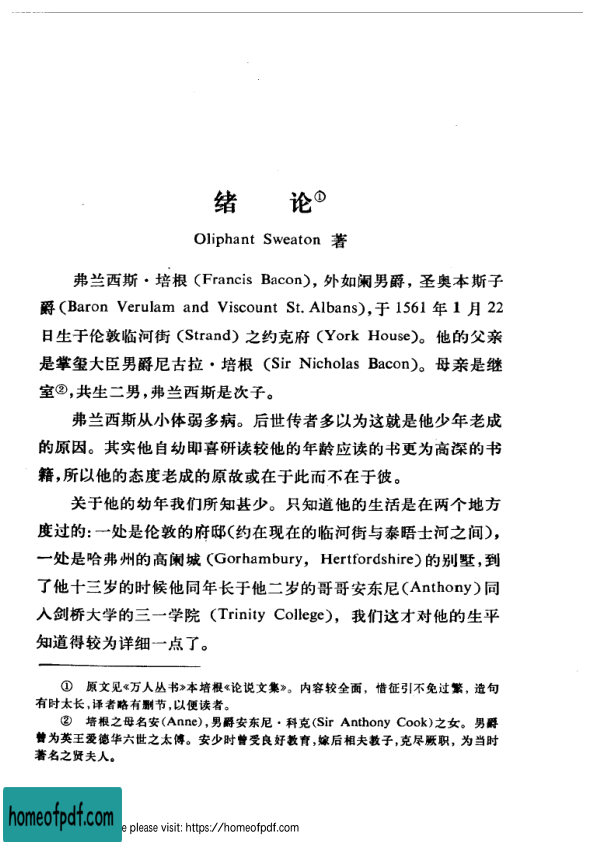 绪 论①
Oliphant Sweaton 著
弗兰西斯·培根 (Francis Bacon), 外如阑男爵，圣奥本斯子
爵 (Baron Verulam and Viscount St. Albans), 于 1561 年 1 月 22
日生于伦敦临河街 (Strand) 之约克府 (York House)。他的父亲
是掌玺大臣男爵尼古拉·培根 (Sir Nicholas Bacon)。母亲是继
室②, 共生二男, 弗兰西斯是次子。
弗兰西斯从小体弱多病。后世传者多以为这就是他少年老成
的原因。其实他自幼即喜研读较他的年龄应读的书更为高深的书
籍, 所以他的态度老成的原故或在于此而不在于彼。
关于他的幼年我们所知甚少。只知道他的生活是在两个地方
度过的: 一处是伦敦的府邸(约在现在的临河街与泰晤士河之间),
一处是哈弗州的高阑城 (Gorhambury, Hertfordshire) 的别墅, 到
了他十三岁的时候他同年长于他二岁的哥哥安东尼 (Anthony) 同
入剑桥大学的三一学院 (Trinity College)，我们这才对他的生平
知道得较为详细一点了。
① 原文见《万人丛书》本培根《论说文集》。内容较全面，惜征引不免过繁，造句
有时太长, 译者略有删节, 以便读者。
② 培根之母名安(Anne), 男爵安东尼·科克(Sir Anthony Cook)之女。男爵
曾为英王爱德华六世之太傅。安少时曾受良好教育, 嫁后相夫教子, 克尽厥职，为当时
著名之贤夫人。
homeofpdf.com
e please visit: https://homeofpdf.com